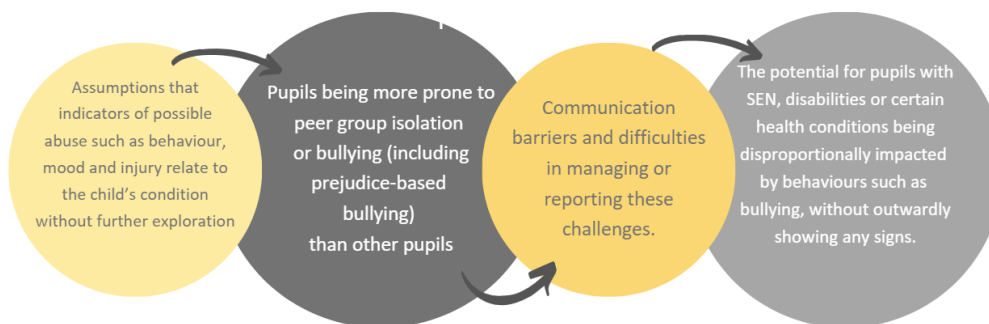 Assumptions that
indicators of possible
abuse such as behaviour,
mood and injury relate to
the child's condition
without further exploration
Pupils being more prone to
peer group isolation
or bullying (including
prejudice-based
bullying)
than other pupils
Communication
barriers and difficulties
in managing or
reporting these
challenges.
The potential for pupils with
SEN, disabilities or certain
health conditions being
disproportionally impacted
by behaviours such as
bullying, without outwardly
showing any signs.